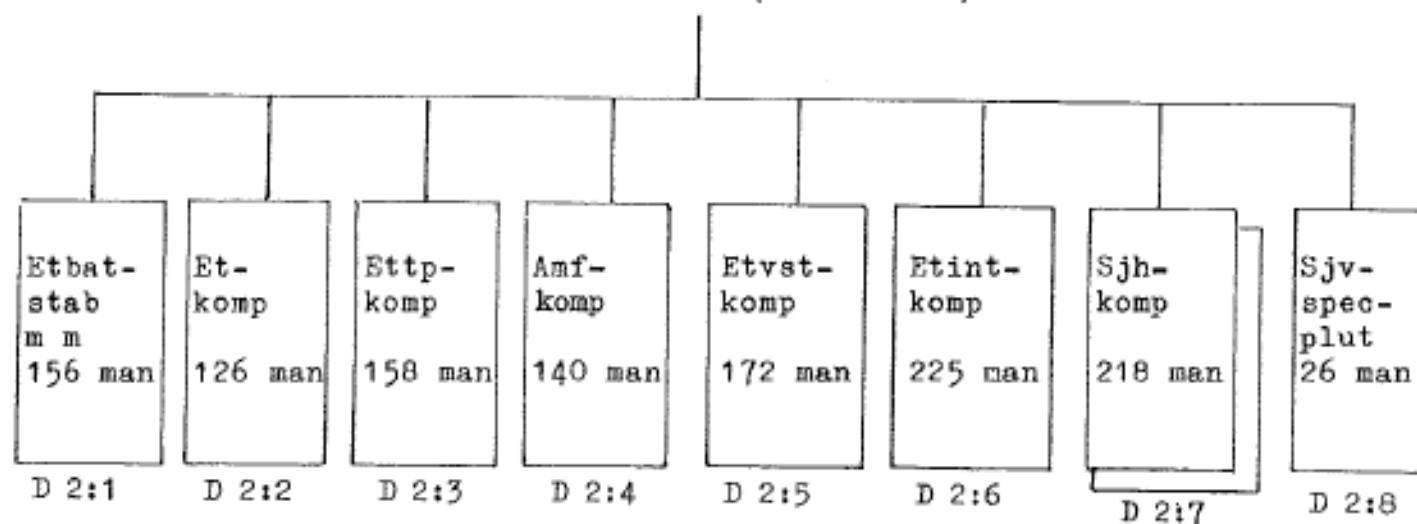 Etbat-
stab
m m
156 man
D 2:1
Et-
komp
126 man
D 2:2
Ettp-
komp
158 man
D 2:3
Amf-
komp
140 man
D 2:4
Etvst-
komp
172 man
D 2:5
Etint-
komp
225 man
D 2:6
Sjh-
komp
218 man
D 2:7
Sjv-
spec-
plut
26 man
D 2:8